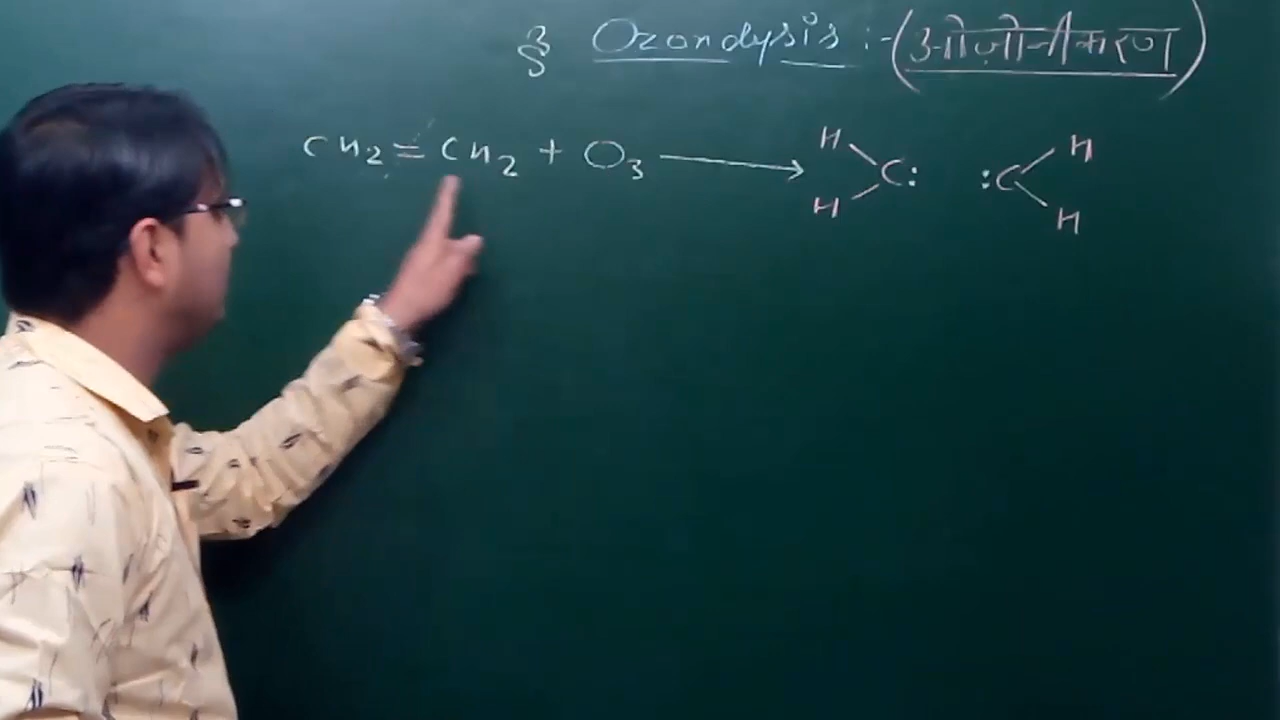 § Ozonolysis :- (ओजोनीकरण)
CH₂ = CH₂ + O₃ ⟶ H H C: :C H H